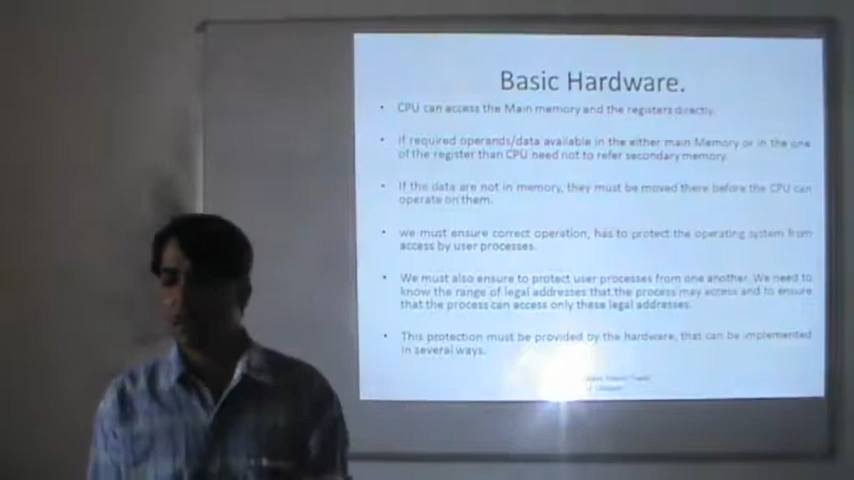 Basic Hardware.
• CPU can access the Main memory and the registers directly.
• If required operands/data available in the either main Memory or in the one
of the register than CPU need not to refer secondary memory.
• If the data are not in memory, they must be moved there before the CPU can
operate on them.
• we must ensure correct operation, has to protect the operating system from
access by user processes.
• We must also ensure to protect user processes from one another. We need to
know the range of legal addresses that the process may access and to ensure
that the process can access only these legal addresses.
• This protection must be provided by the hardware, that can be implemented
in several ways.